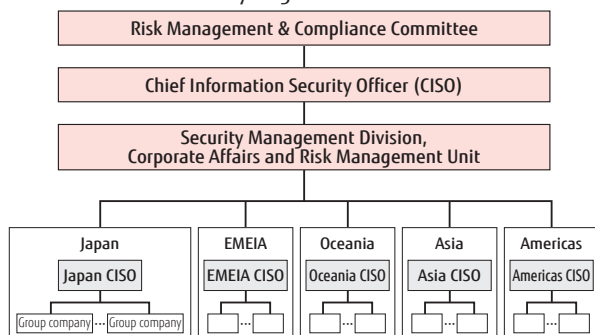 Risk Management & Compliance Committee
Chief Information Security Officer (CISO)
Security Management Division,
Corporate Affairs and Risk Management Unit
Japan
EMEIA
Oceania
Asia
Americas
Japan CISO
EMEIA CISO
Oceania CISO
Asia CISO
Americas CISO
Group company ... Group company
...
...
...
...